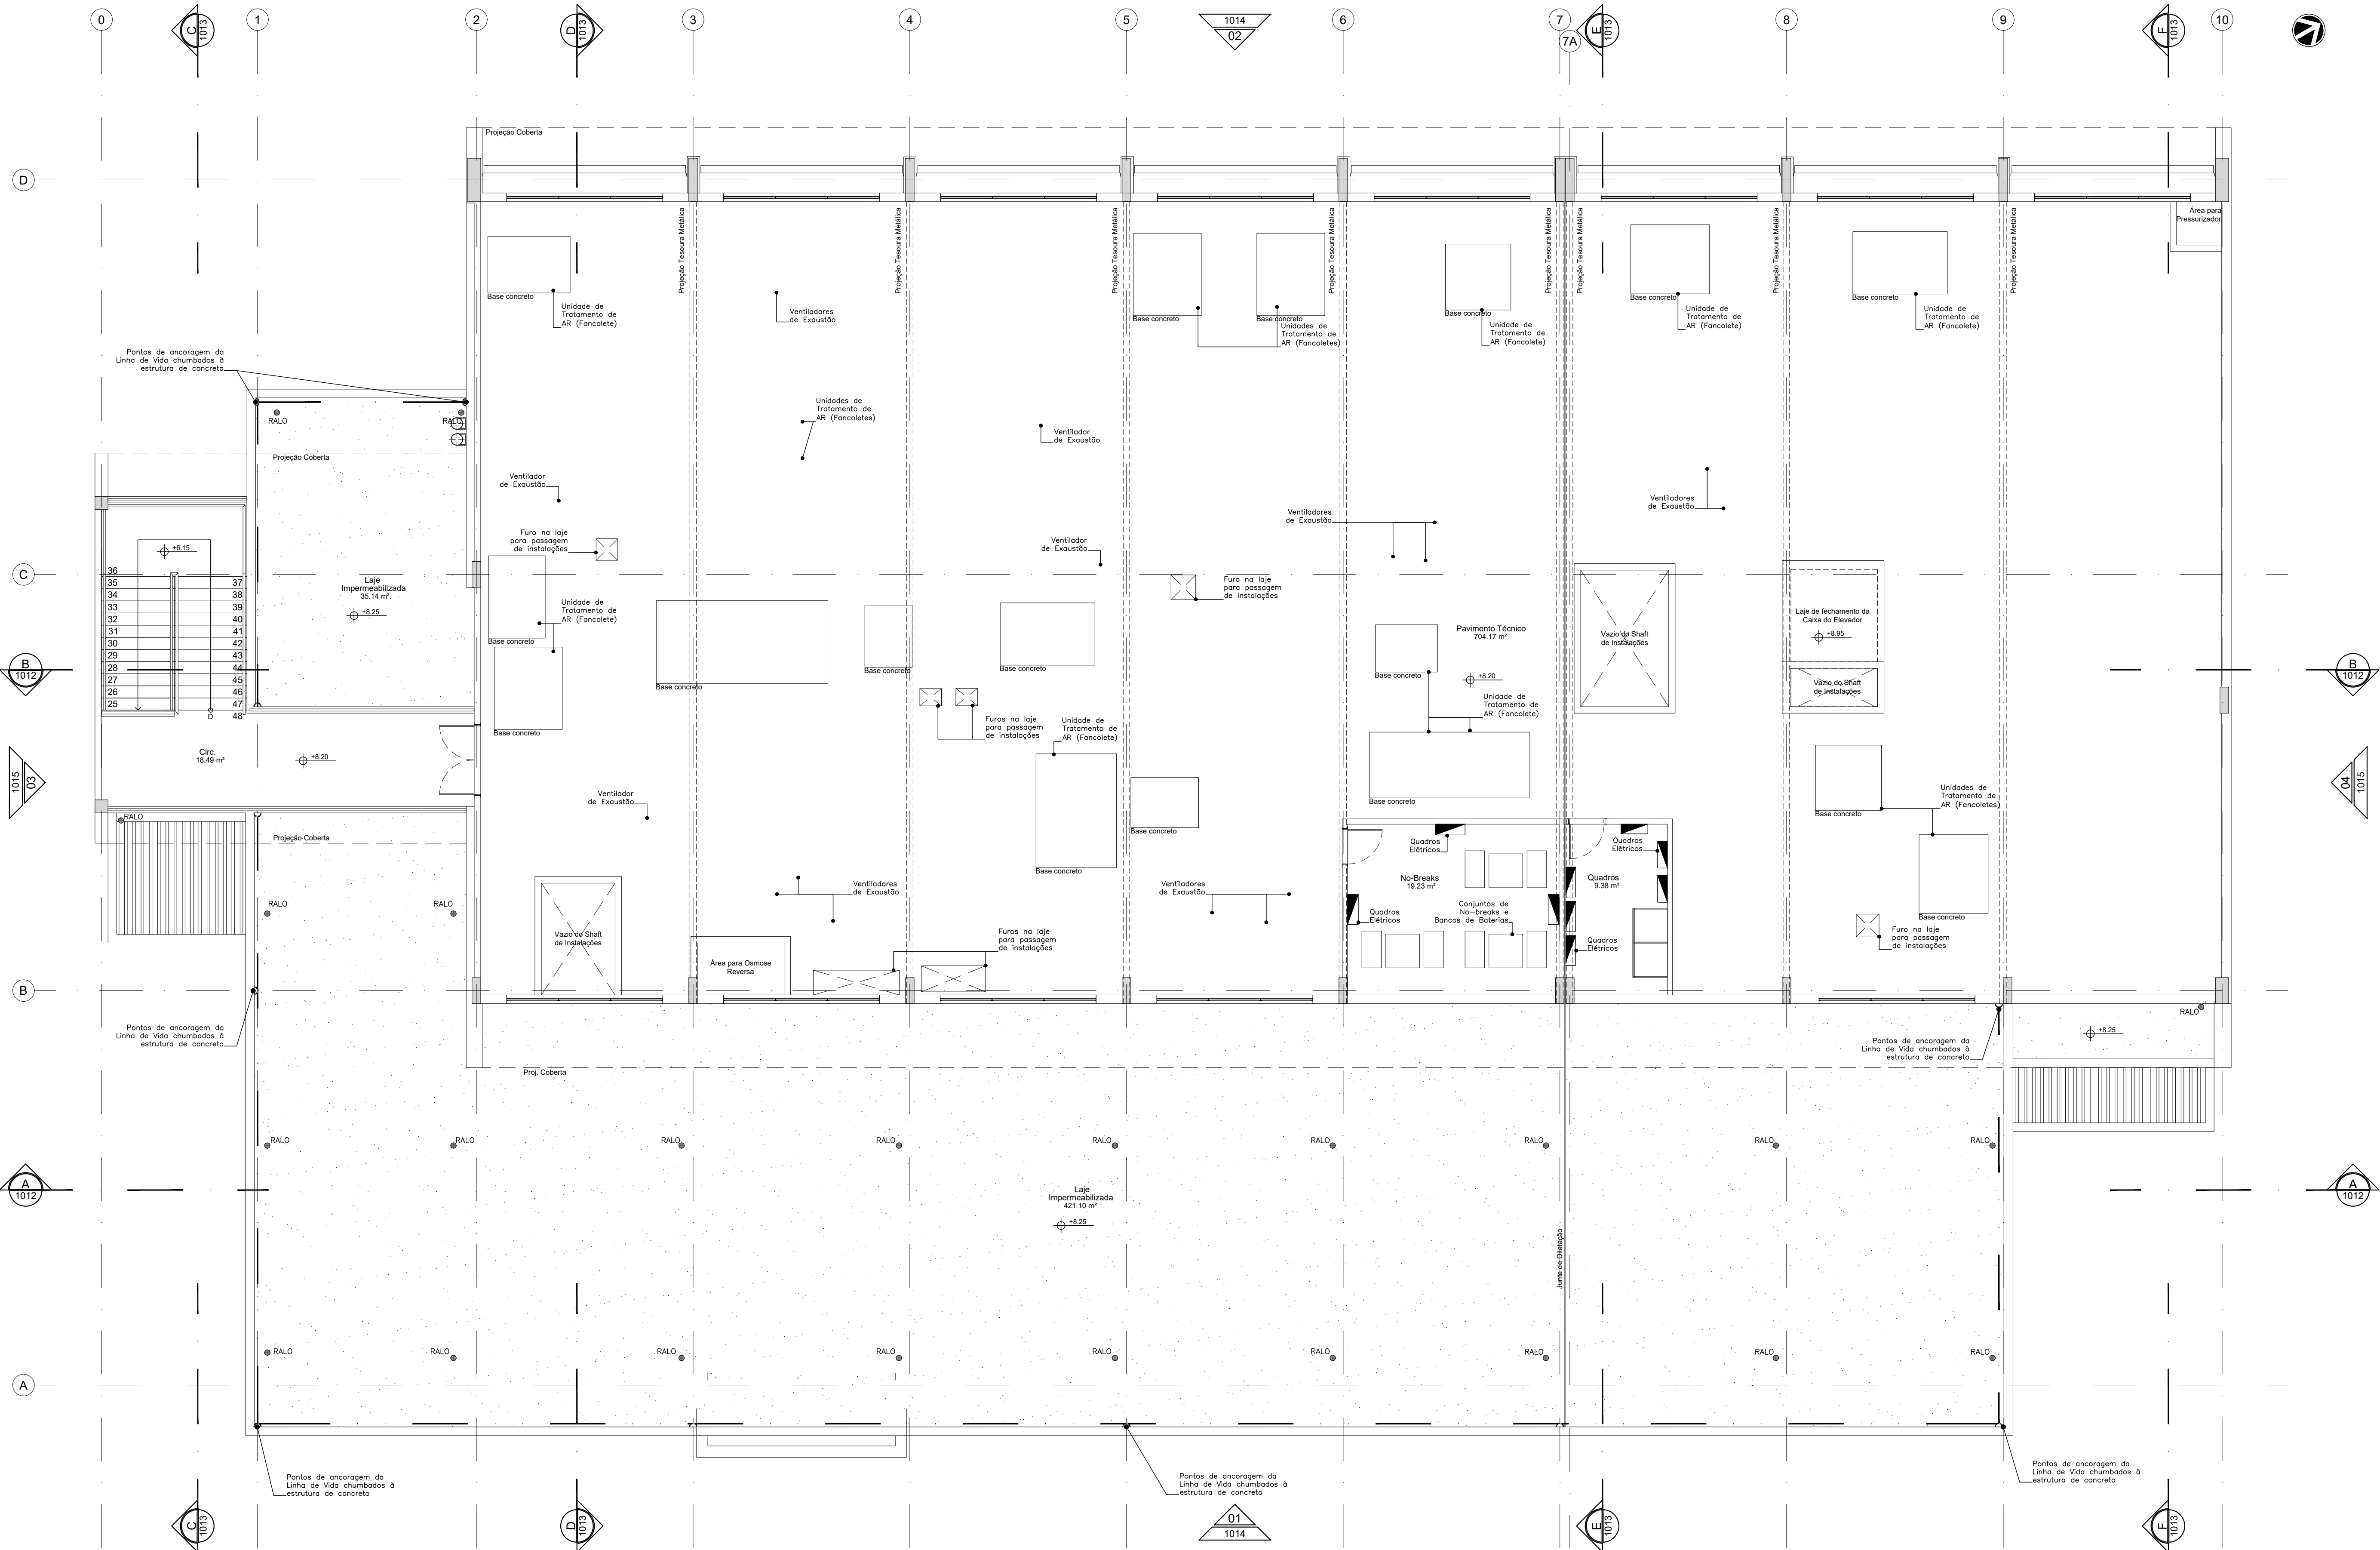 0
1
2
3
4
5
6
7
7A
8
9
10
C
1013
D
1013
1014
02
E
1013
F
1013
Projeção Coberta
D
Projeção Tesoura Metálica
Projeção Tesoura Metálica
Projeção Tesoura Metálica
Projeção Tesoura Metálica
Projeção Tesoura Metálica
Projeção Tesoura Metálica
Projeção Tesoura Metálica
Projeção Tesoura Metálica
Área para
Pressurizador
Base concreto
Unidade de
Tratamento de
AR (Fancolete)
Ventiladores
de Exaustão
Base concreto
Base concreto
Unidades de
Tratamento de
AR (Fancoletes)
Base concreto
Unidade de
Tratamento de
AR (Fancolete)
Base concreto
Unidade de
Tratamento de
AR (Fancolete)
Base concreto
Unidade de
Tratamento de
AR (Fancolete)
Pontos de ancoragem da
Linha de Vida chumbados à
estrutura de concreto
RALO
RALO
Projeção Coberta
Unidades de
Tratamento de
AR (Fancoletes)
Ventilador
de Exaustão
Ventilador
de Exaustão
Ventiladores
de Exaustão
Ventiladores
de Exaustão
Furo na laje
para passagem
de instalações
Ventilador
de Exaustão
+6.15
C
36
35
34
33
32
31
30
29
28
27
26
25
37
38
39
40
41
42
43
44
45
46
47
48
D
Laje
Impermeabilizada
35.14 m²
+8.25
Unidade de
Tratamento de
AR (Fancolete)
Base concreto
Base concreto
Base concreto
Base concreto
Base concreto
Furo na laje
para passagem
de instalações
Pavimento Técnico
704.17 m²
+8.20
Base concreto
Unidade de
Tratamento de
AR (Fancolete)
Vazio do Shaft
de Instalações
Laje de fechamento da
Caixa do Elevador
+8.95
Vazio do Shaft
de Instalações
B
1012
B
1012
Furos na laje
para passagem
de instalações
Unidade de
Tratamento de
AR (Fancolete)
Circ.
18.49 m²
+8.20
1015
03
04
1015
Ventilador
de Exaustão
Base concreto
Base concreto
Base concreto
Base concreto
Unidades de
Tratamento de
AR (Fancoletes)
RALO
Projeção Coberta
Quadros
Elétricos
Quadros
Elétricos
No-Breaks
19.23 m²
Quadros
9.38 m²
Ventiladores
de Exaustão
Ventiladores
de Exaustão
Quadros
Elétricos
Conjuntos de
No-breaks e
Bancos de Baterias
Quadros
Elétricos
Base concreto
Furo na laje
para passagem
de instalações
RALO
RALO
Vazio do Shaft
de Instalações
Área para Osmose
Reversa
Furos na laje
para passagem
de instalações
B
Pontos de ancoragem da
Linha de Vida chumbados à
estrutura de concreto
Proj. Coberta
Pontos de ancoragem da
Linha de Vida chumbados à
estrutura de concreto
RALO
+8.25
RALO
RALO
RALO
RALO
RALO
RALO
RALO
RALO
RALO
A
1012
A
1012
Laje
Impermeabilizada
421.10 m²
+8.25
Junta de Dilatação
RALO
RALO
RALO
RALO
RALO
RALO
RALO
RALO
RALO
A
Pontos de ancoragem da
Linha de Vida chumbados à
estrutura de concreto
Pontos de ancoragem da
Linha de Vida chumbados à
estrutura de concreto
Pontos de ancoragem da
Linha de Vida chumbados à
estrutura de concreto
C
1013
D
1013
01
1014
E
1013
F
1013